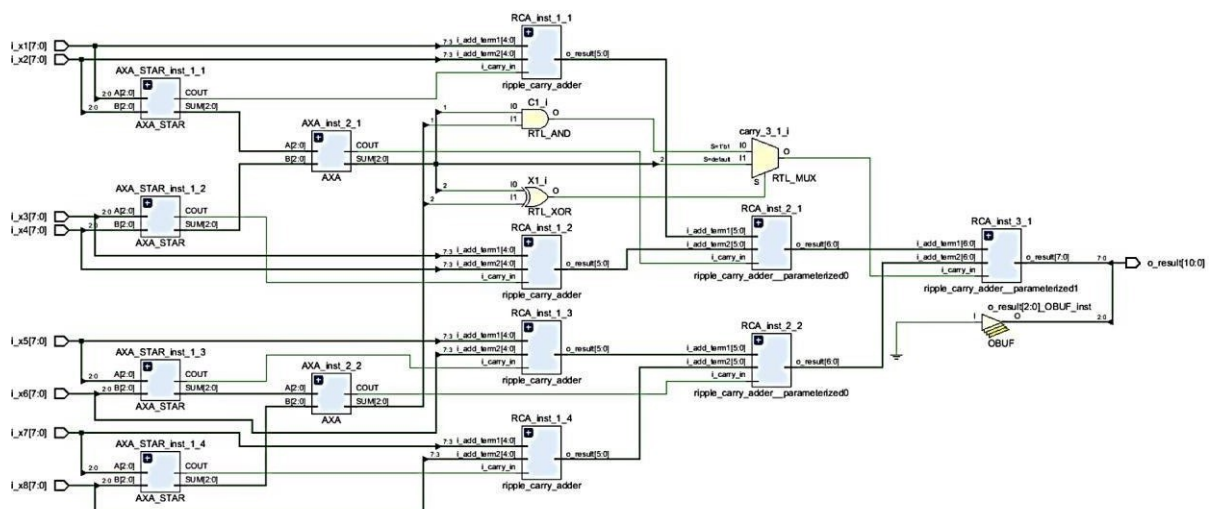 RCA_inst_1_1
i_x1[7:0]
i_x2[7:0]
7:3 i_add_term1[4:0]
7:3 i_add_term2[4:0]
i_carry_in
o_result[5:0]
ripple_carry_adder
AXA_STAR_inst_1_1
2:0 A[2:0]
2:0 B[2:0]
COUT
SUM[2:0]
AXA_STAR
C1_i
1 I0
1 I1
O
RTL_AND
AXA_inst_2_1
A[2:0]
B[2:0]
COUT
SUM[2:0]
AXA
carry_3_1_i
S=1'b1 I0
2 S=default I1
S
O
RTL_MUX
X1_i
2 I0
2 I1
O
RTL_XOR
AXA_STAR_inst_1_2
i_x3[7:0]
i_x4[7:0]
2:0 A[2:0]
2:0 B[2:0]
COUT
SUM[2:0]
AXA_STAR
RCA_inst_1_2
7:3 i_add_term1[4:0]
7:3 i_add_term2[4:0]
i_carry_in
o_result[5:0]
ripple_carry_adder
RCA_inst_2_1
i_add_term1[5:0]
i_add_term2[5:0]
i_carry_in
o_result[6:0]
ripple_carry_adder__parameterized0
RCA_inst_3_1
i_add_term1[6:0]
i_add_term2[6:0]
i_carry_in
o_result[7:0]
ripple_carry_adder__parameterized1
7:0
o_result[10:0]
o_result[2:0]_OBUF_inst
I
O
2:0
OBUF
RCA_inst_1_3
i_x5[7:0]
7:3 i_add_term1[4:0]
7:3 i_add_term2[4:0]
i_carry_in
o_result[5:0]
ripple_carry_adder
AXA_STAR_inst_1_3
2:0 A[2:0]
2:0 B[2:0]
COUT
SUM[2:0]
AXA_STAR
i_x6[7:0]
AXA_inst_2_2
A[2:0]
B[2:0]
COUT
SUM[2:0]
AXA
RCA_inst_2_2
i_add_term1[5:0]
i_add_term2[5:0]
i_carry_in
o_result[6:0]
ripple_carry_adder__parameterized0
RCA_inst_1_4
i_x7[7:0]
7:3 i_add_term1[4:0]
7:3 i_add_term2[4:0]
i_carry_in
o_result[5:0]
ripple_carry_adder
AXA_STAR_inst_1_4
2:0 A[2:0]
2:0 B[2:0]
COUT
SUM[2:0]
AXA_STAR
i_x8[7:0]